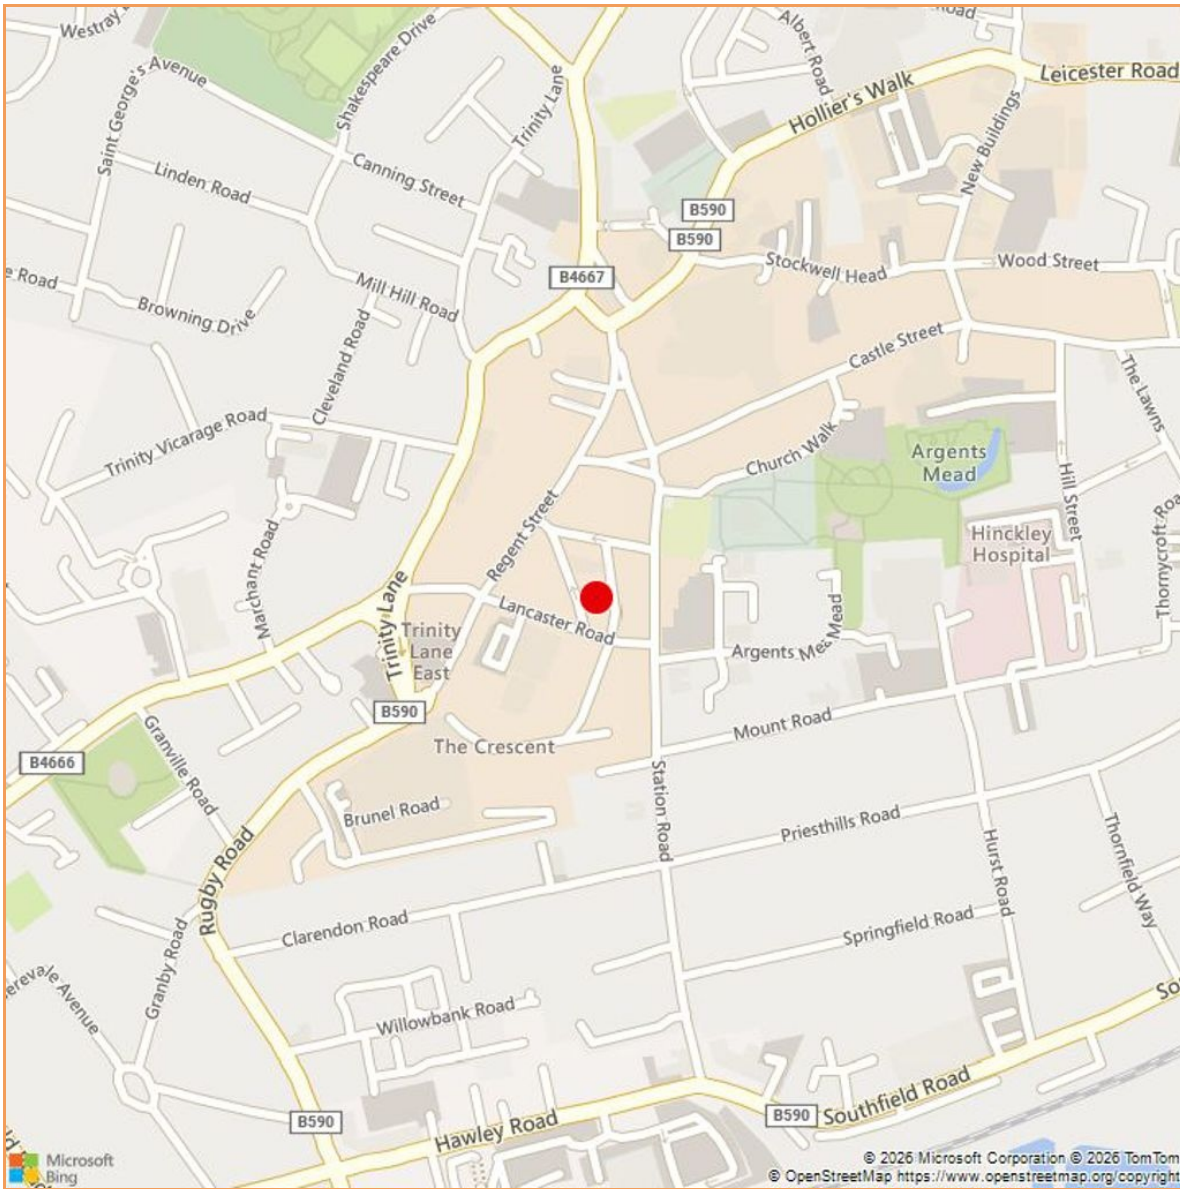 Westray
Saint George's Avenue
Shakespeare Drive
Trinity Lane
Albert Road
Road
Hollier's Walk
Leicester Road
New Buildings
Linden Road
Canning Street
B590
B590
B4667
Stockwell Head
Wood Street
e Road
Browning Drive
Mill Hill Road
Cleveland Road
Castle Street
The Lawns
Trinity Vicarage Road
Church Walk
Argents
Mead
Hill Street
Regent Street
Hinckley
Hospital
Marchant Road
Trinity Lane
Lancaster Road
Trinity
Lane
East
Argents Mead
Mead
B590
Mount Road
The Crescent
B4666
Granville Road
Brunel Road
Station Road
Priesthills Road
Hurst Road
Thornfield Way
Rugby Road
Clarendon Road
Springfield Road
Granby Road
Willowbank Road
B590
Hawley Road
B590
Southfield Road
Microsoft
Bing
© 2026 Microsoft Corporation © 2026 TomTom
© OpenStreetMap https://www.openstreetmap.org/copyright